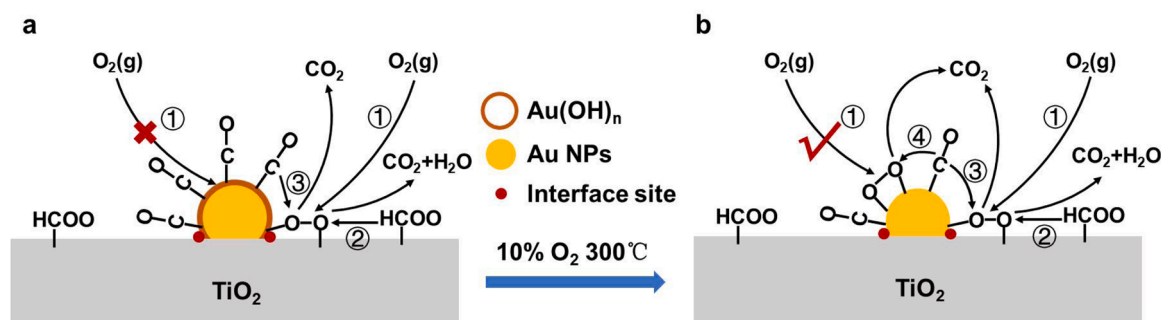 a
O₂(g)
①
CO₂
O₂(g)
①
O
C
O
C
O
C
③
CO₂+H₂O
O
C
O
O
HCOO
HCOO
②
TiO₂
Au(OH)ₙ
Au NPs
Interface site
10% O₂ 300℃
b
O₂(g)
①
CO₂
O₂(g)
①
④
O
C
O
O
③
CO₂+H₂O
O
C
O
O
HCOO
HCOO
②
TiO₂